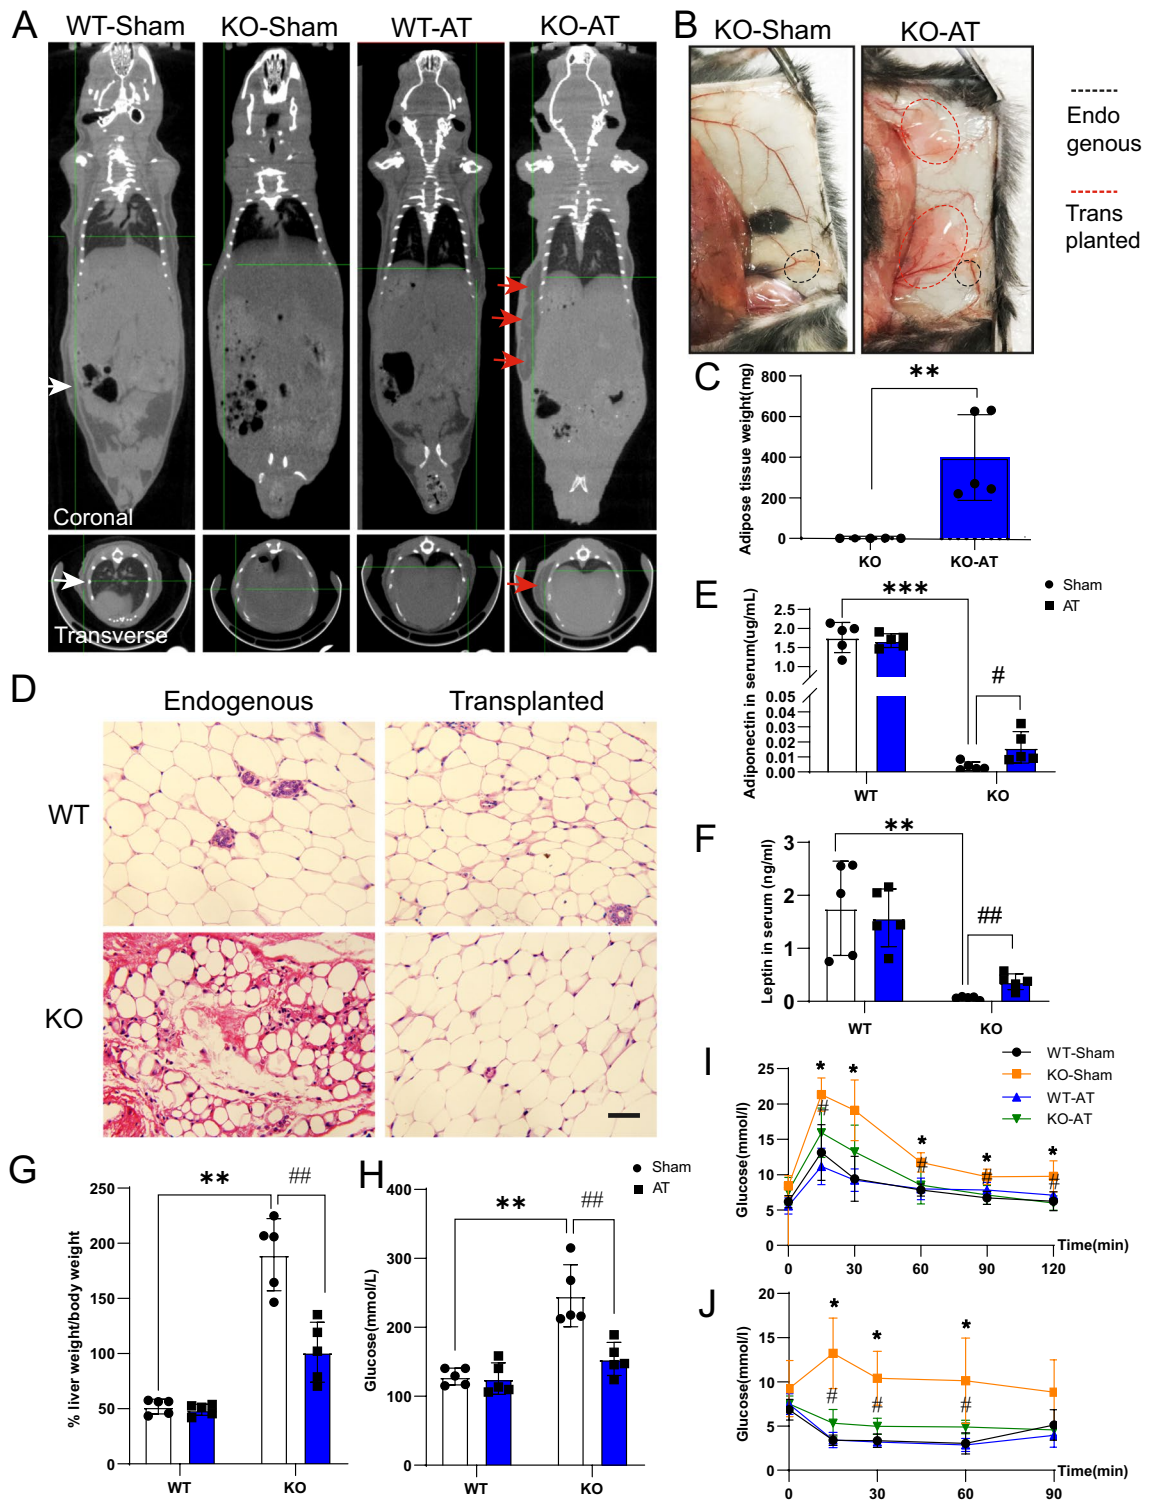 A
WT-Sham
KO-Sham
WT-AT
KO-AT
Coronal
Transverse
B
KO-Sham
KO-AT
Endo
genous
Trans
planted
C
**
Adipose tissue weight(mg)
800
600
400
200
0
KO
KO-AT
D
Endogenous
Transplanted
WT
KO
E
***
#
Sham
AT
Adiponectin in serum(ug/mL)
2.5
2.0
1.5
1.0
0.05
0.04
0.03
0.02
0.01
0.00
WT
KO
F
**
##
Leptin in serum (ng/ml)
3
2
1
0
WT
KO
G
**
##
% liver weight/body weight
250
200
150
100
50
0
WT
KO
H
**
##
Sham
AT
Glucose(mmol/L)
400
300
200
100
0
WT
KO
I
WT-Sham
KO-Sham
WT-AT
KO-AT
Glucose(mmol/l)
25
20
15
10
5
0
* * * * *
# # # #
0 30 60 90 120
Time(min)
J
Glucose(mmol/l)
20
15
10
5
0
* * *
# # #
0 30 60 90
Time(min)